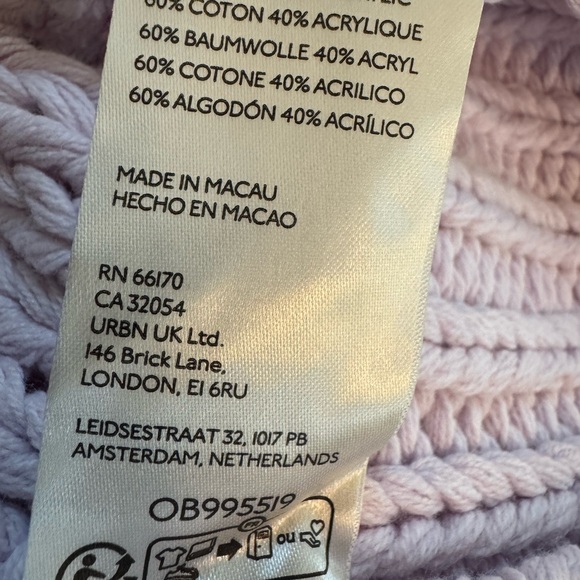 60% COTON 40% ACRYLIQUE
60% BAUMWOLLE 40% ACRYL
60% COTONE 40% ACRILICO
60% ALGODÓN 40% ACRÍLICO
MADE IN MACAU
HECHO EN MACAO
RN 66170
CA 32054
URBN UK Ltd.
146 Brick Lane,
LONDON, E1 6RU
LEIDSESTRAAT 32, 1017 PB
AMSTERDAM, NETHERLANDS
OB995519
ou